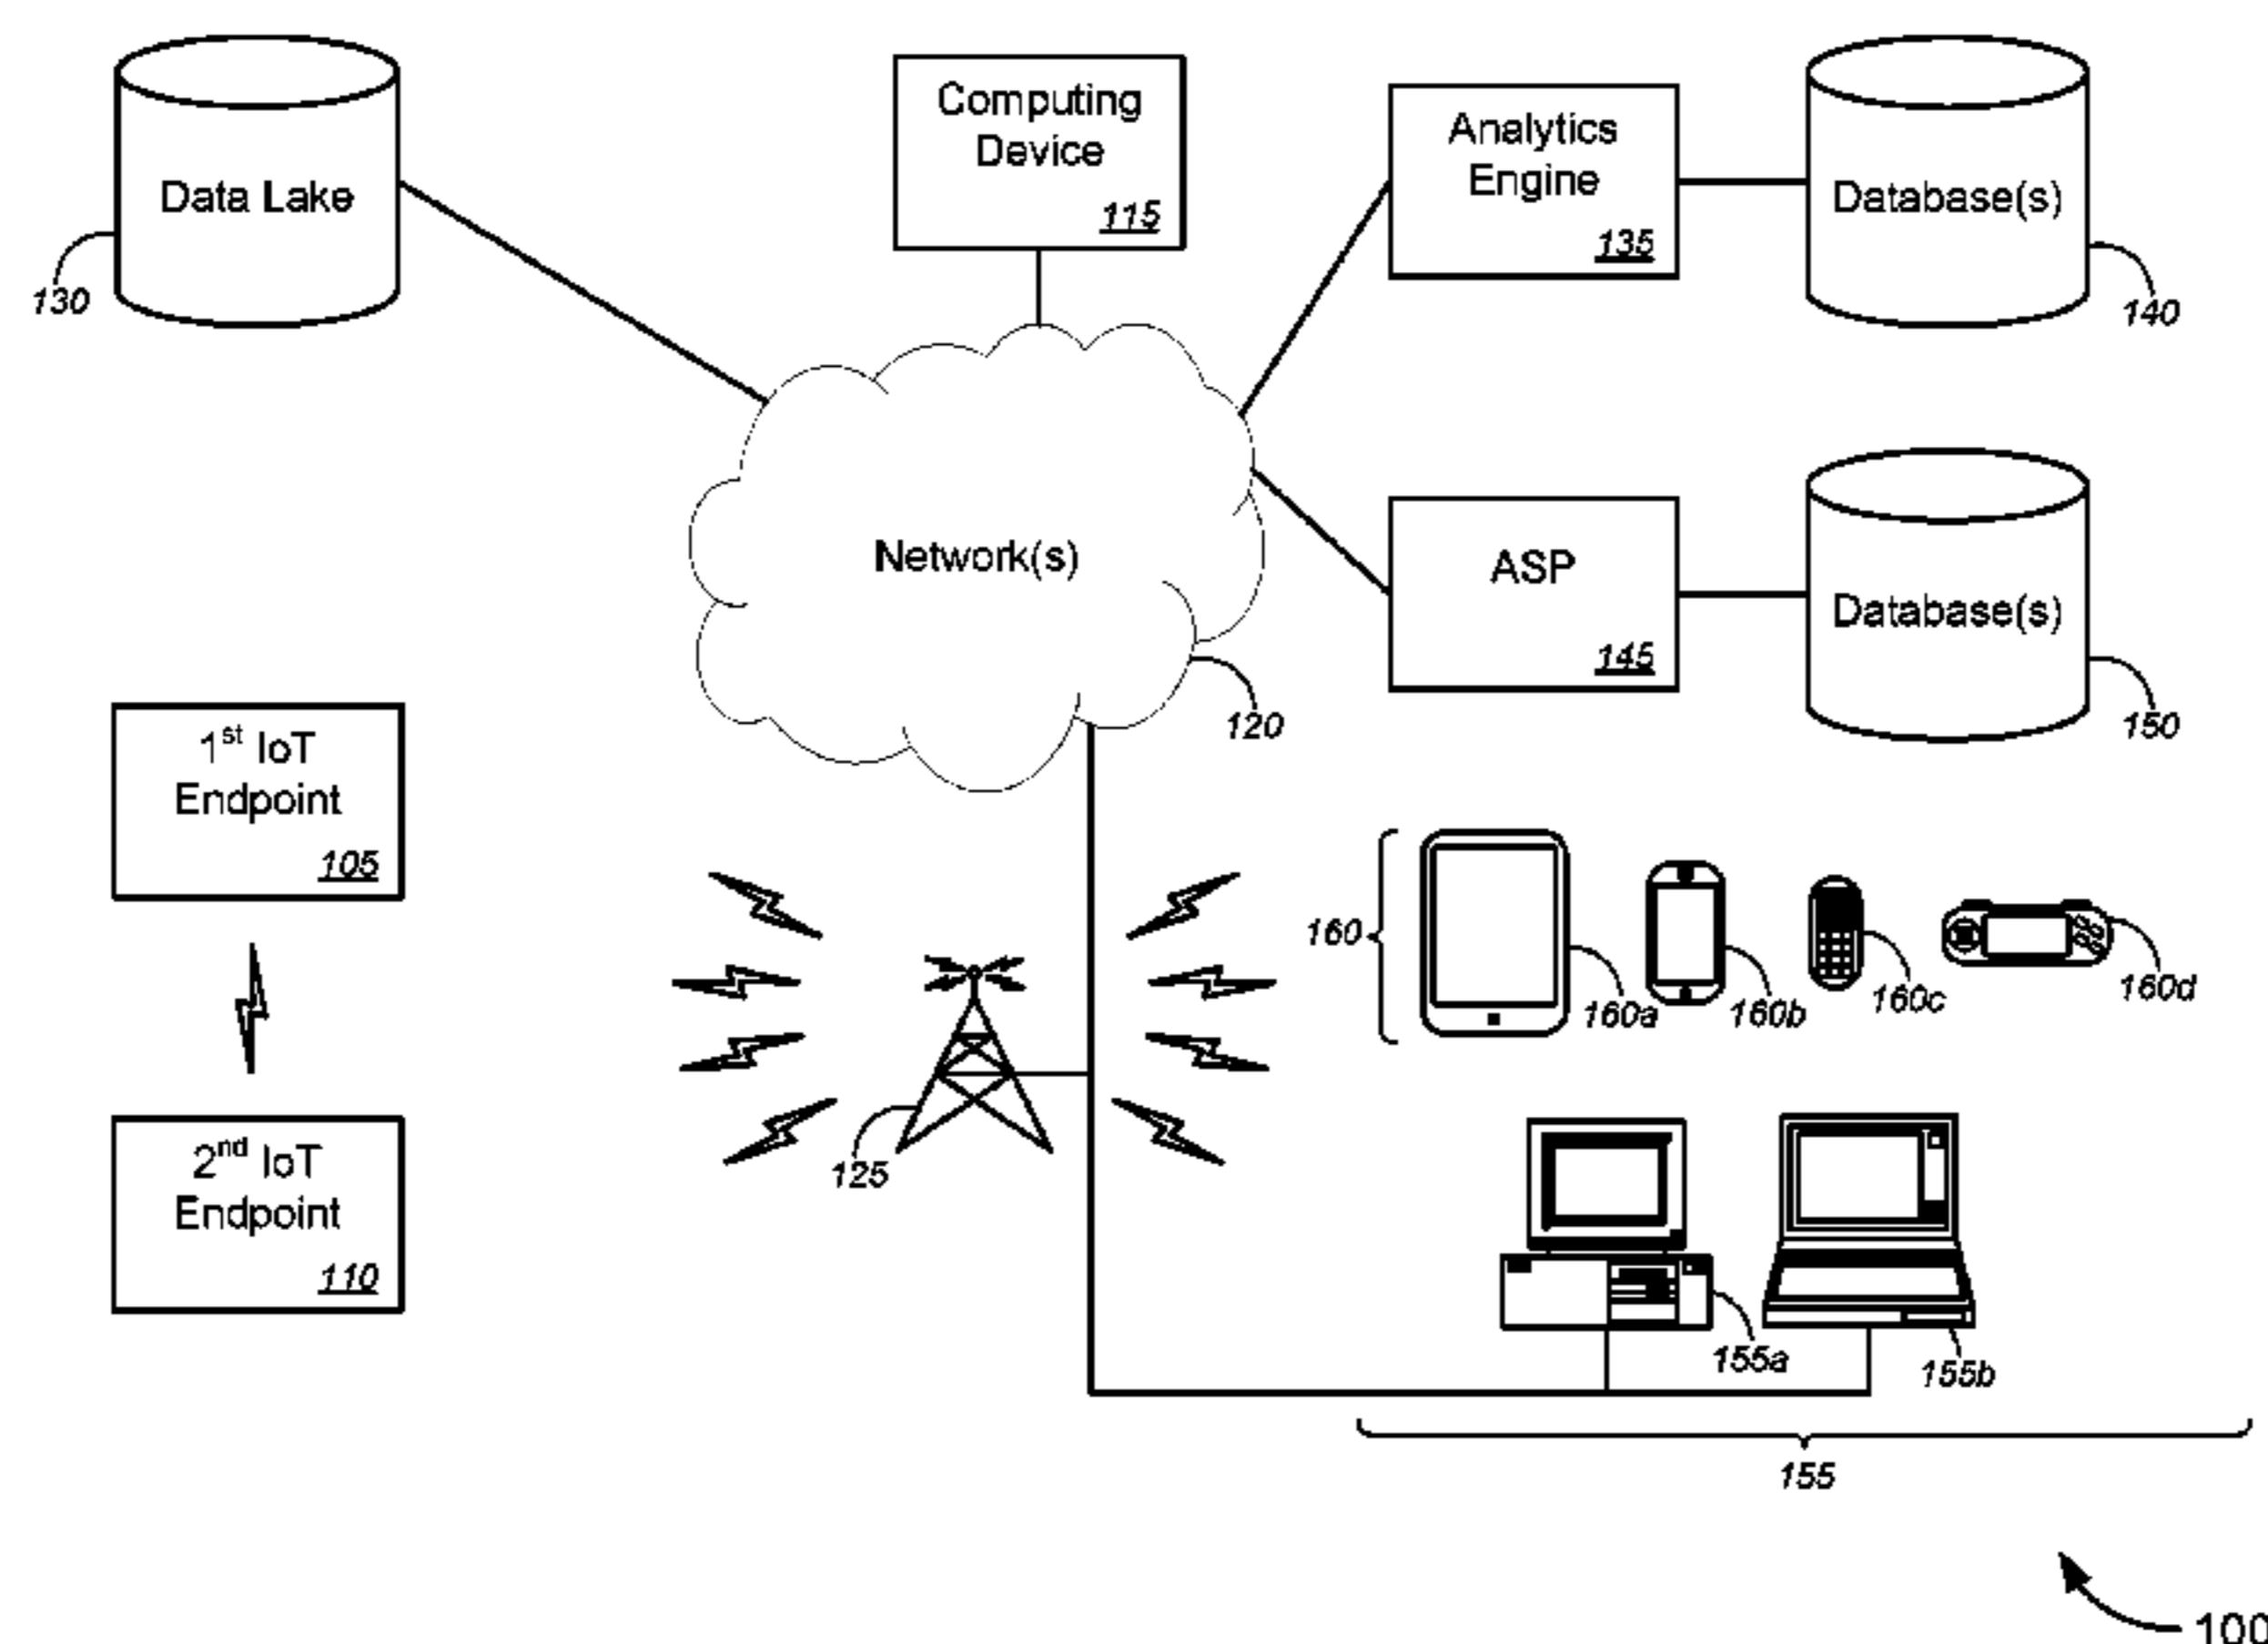 Data Lake
130
Computing
Device
115
Analytics
Engine
135
Database(s)
140
Network(s)
120
ASP
145
Database(s)
150
1st IoT
Endpoint
105
2nd IoT
Endpoint
110
125
160
160a
160b
160c
160d
155a
155b
155
100